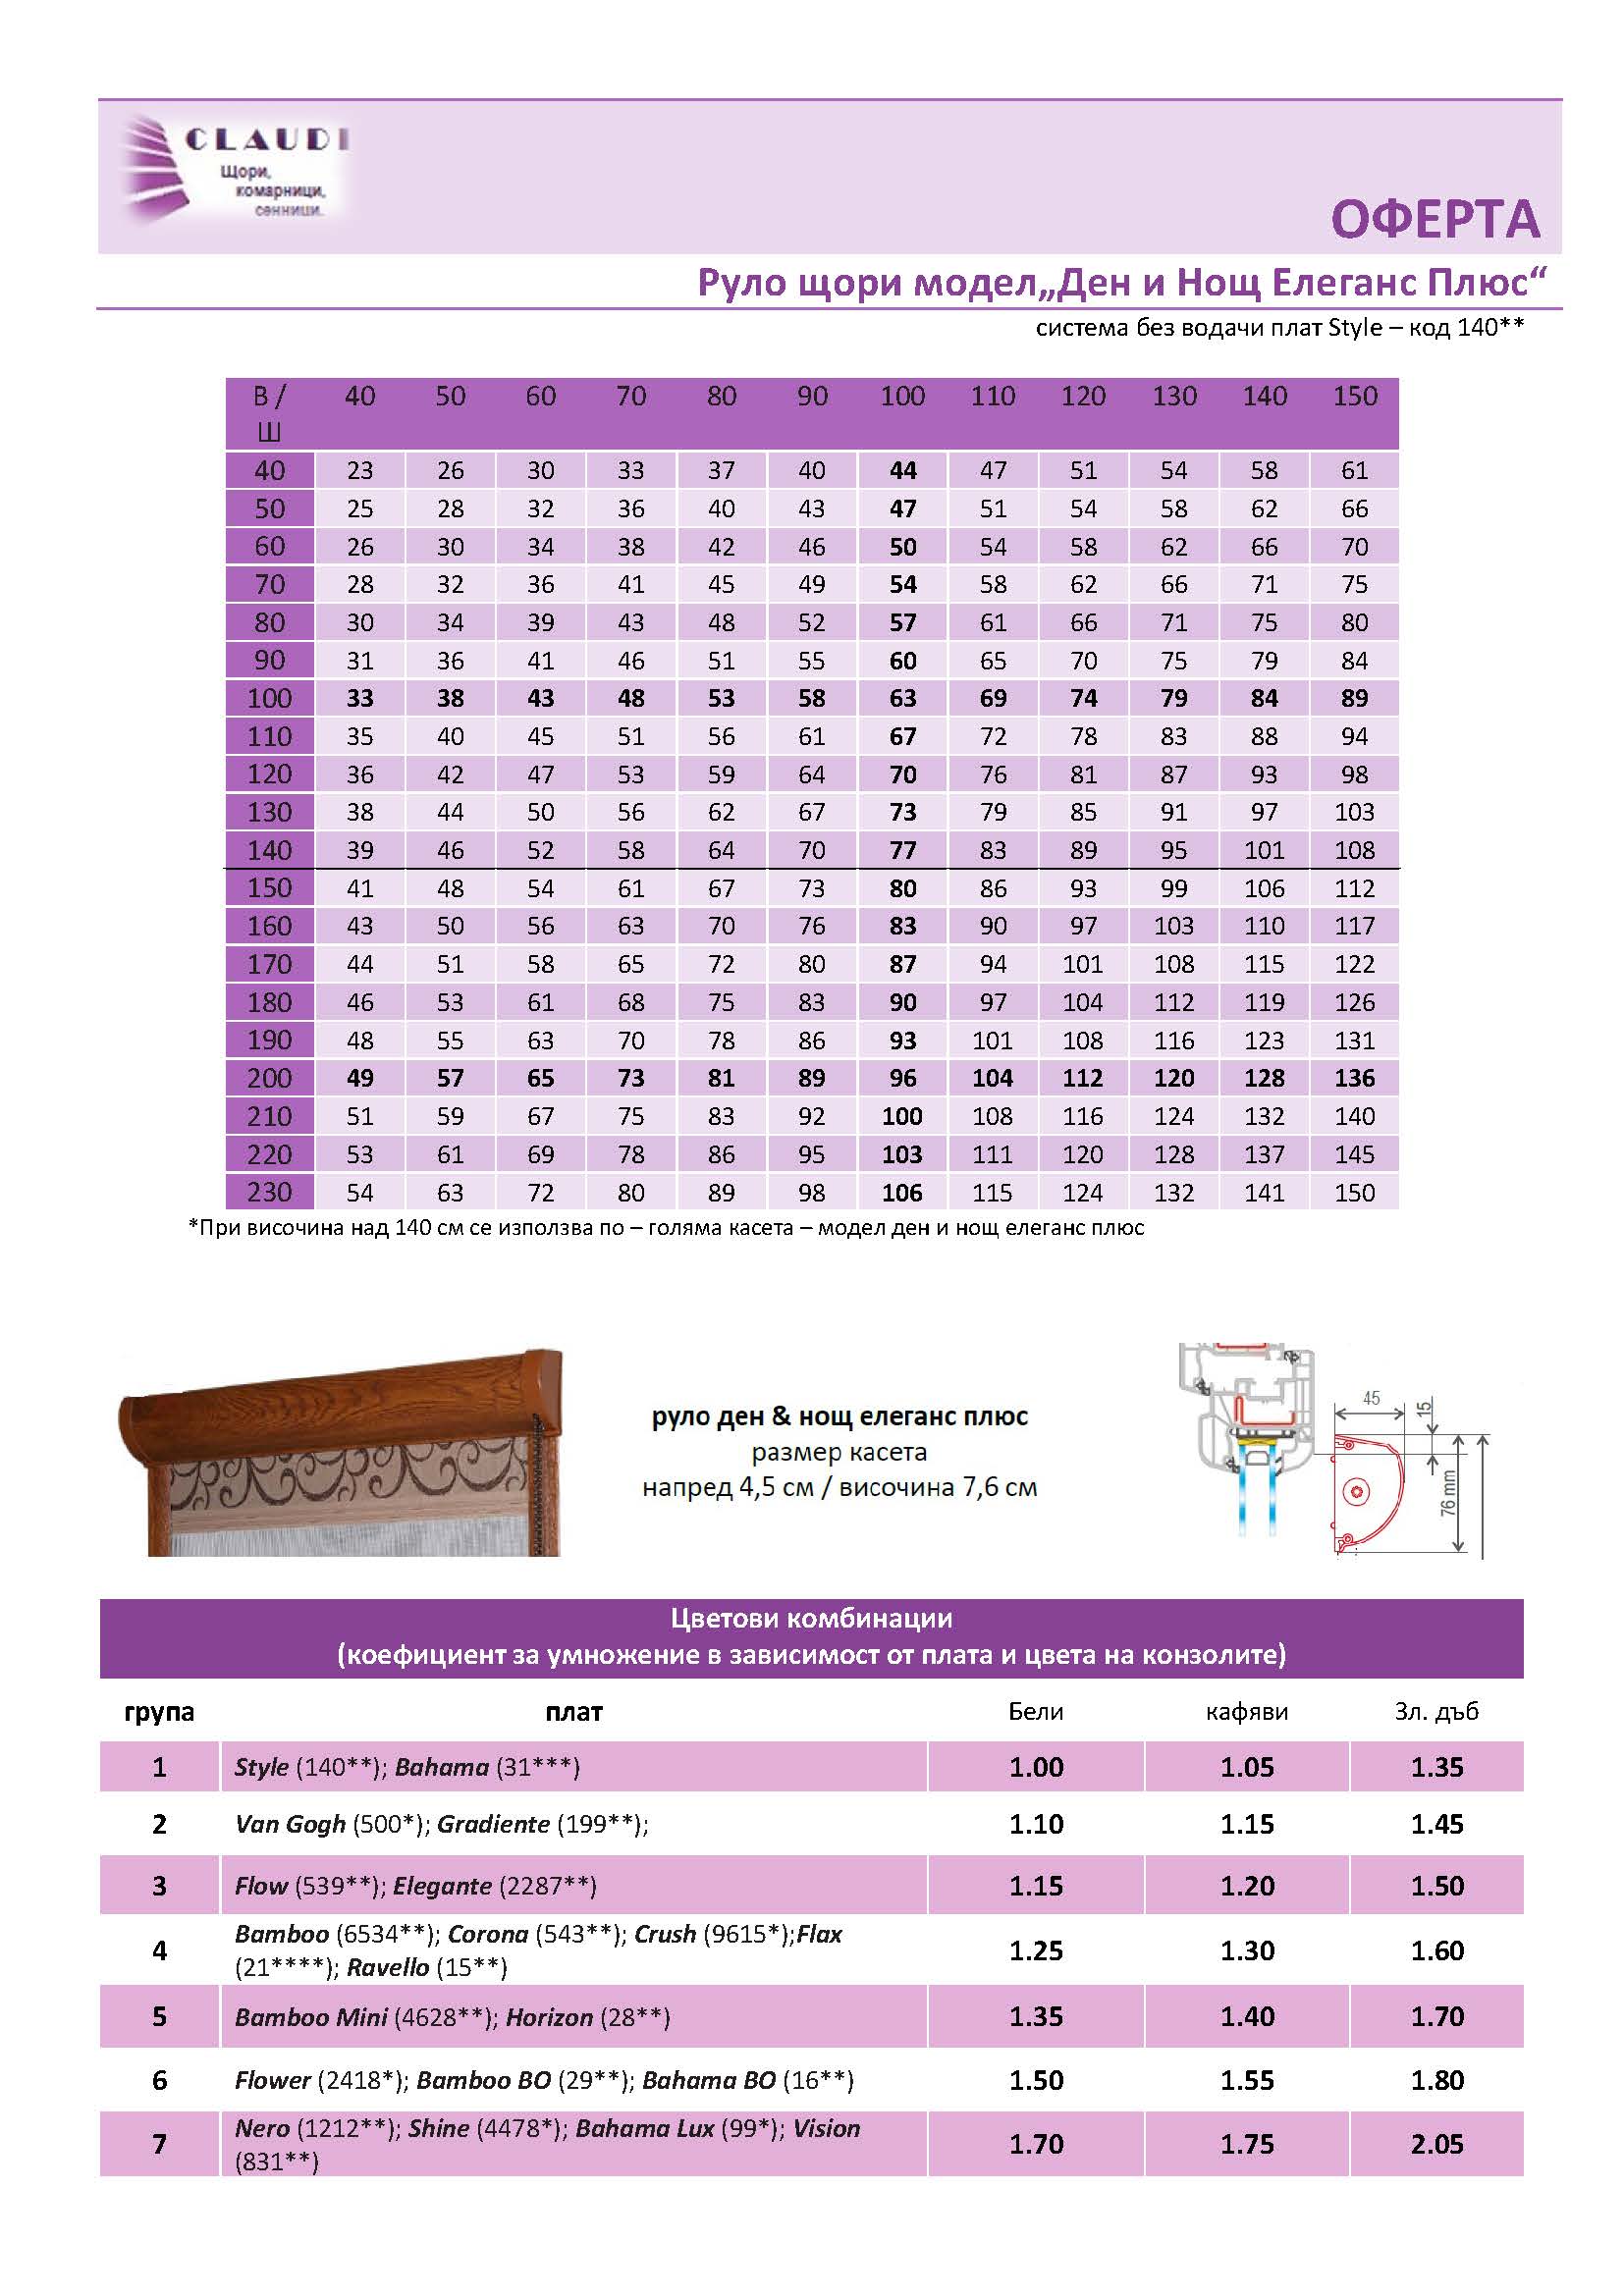 CLAUDI
Щори,
комарници,
сенници.
ОФЕРТА
Руло щори модел„Ден и Нощ Елеганс Плюс“
система без водачи плат Style – код 140**
В / 40 50 60 70 80 90 100 110 120 130 140 150
Ш
40 23 26 30 33 37 40 44 47 51 54 58 61
50 25 28 32 36 40 43 47 51 54 58 62 66
60 26 30 34 38 42 46 50 54 58 62 66 70
70 28 32 36 41 45 49 54 58 62 66 71 75
80 30 34 39 43 48 52 57 61 66 71 75 80
90 31 36 41 46 51 55 60 65 70 75 79 84
100 33 38 43 48 53 58 63 69 74 79 84 89
110 35 40 45 51 56 61 67 72 78 83 88 94
120 36 42 47 53 59 64 70 76 81 87 93 98
130 38 44 50 56 62 67 73 79 85 91 97 103
140 39 46 52 58 64 70 77 83 89 95 101 108
150 41 48 54 61 67 73 80 86 93 99 106 112
160 43 50 56 63 70 76 83 90 97 103 110 117
170 44 51 58 65 72 80 87 94 101 108 115 122
180 46 53 61 68 75 83 90 97 104 112 119 126
190 48 55 63 70 78 86 93 101 108 116 123 131
200 49 57 65 73 81 89 96 104 112 120 128 136
210 51 59 67 75 83 92 100 108 116 124 132 140
220 53 61 69 78 86 95 103 111 120 128 137 145
230 54 63 72 80 89 98 106 115 124 132 141 150
*При височина над 140 см се използва по – голяма касета – модел ден и нощ елеганс плюс
руло ден & нощ елеганс плюс
размер касета
напред 4,5 см / височина 7,6 см
45
15
76 mm
Цветови комбинации
(коефициент за умножение в зависимост от плата и цвета на конзолите)
група плат Бели кафяви Зл. дъб
1 Style (140**); Bahama (31***) 1.00 1.05 1.35
2 Van Gogh (500*); Gradiente (199**); 1.10 1.15 1.45
3 Flow (539**); Elegante (2287**) 1.15 1.20 1.50
4 Bamboo (6534**); Corona (543**); Crush (9615*);Flax 1.25 1.30 1.60
(21****); Ravello (15**)
5 Bamboo Mini (4628**); Horizon (28**) 1.35 1.40 1.70
6 Flower (2418*); Bamboo BO (29**); Bahama BO (16**) 1.50 1.55 1.80
7 Nero (1212**); Shine (4478*); Bahama Lux (99*); Vision 1.70 1.75 2.05
(831**)